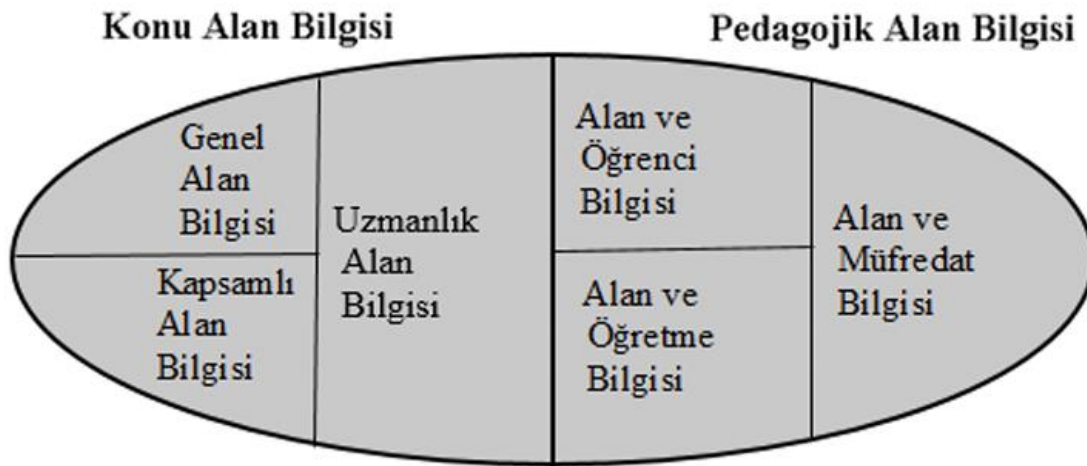 Konu Alan Bilgisi
Pedagojik Alan Bilgisi
Genel
Alan
Bilgisi
Kapsamlı
Alan
Bilgisi
Uzmanlık
Alan
Bilgisi
Alan ve
Öğrenci
Bilgisi
Alan ve
Öğretme
Bilgisi
Alan ve
Müfredat
Bilgisi